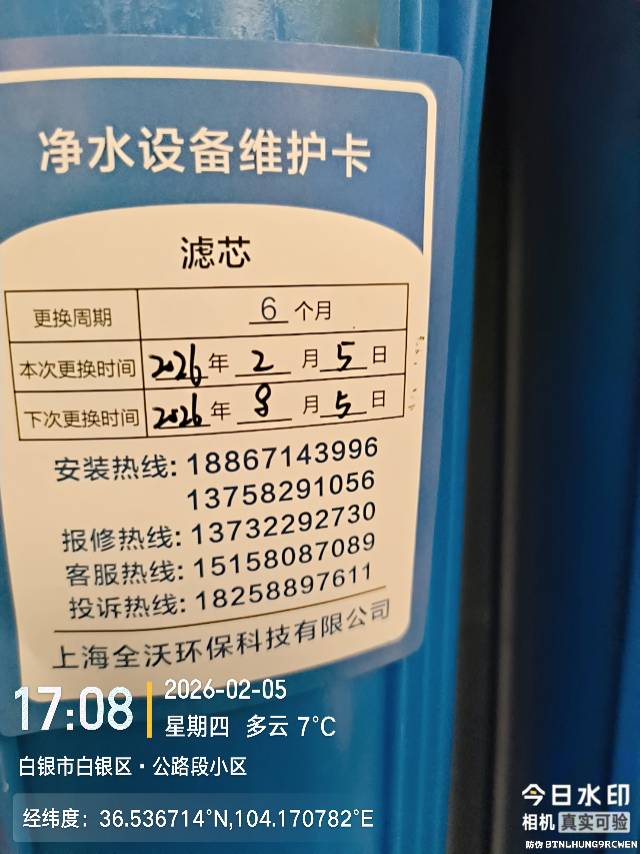 净水设备维护卡
滤芯
更换周期 6 个月
本次更换时间 2026 年 2 月 5 日
下次更换时间 2026 年 8 月 5 日
安装热线: 18867143996
13758291056
报修热线: 13732292730
客服热线: 15158087089
投诉热线: 18258897611
上海全沃环保科技有限公司
17:08
2026-02-05
星期四 多云 7°C
白银市白银区·公路段小区
经纬度: 36.536714°N,104.170782°E
今日水印
相机 真实可验
防伪 BTNLHUNG9RCWEN